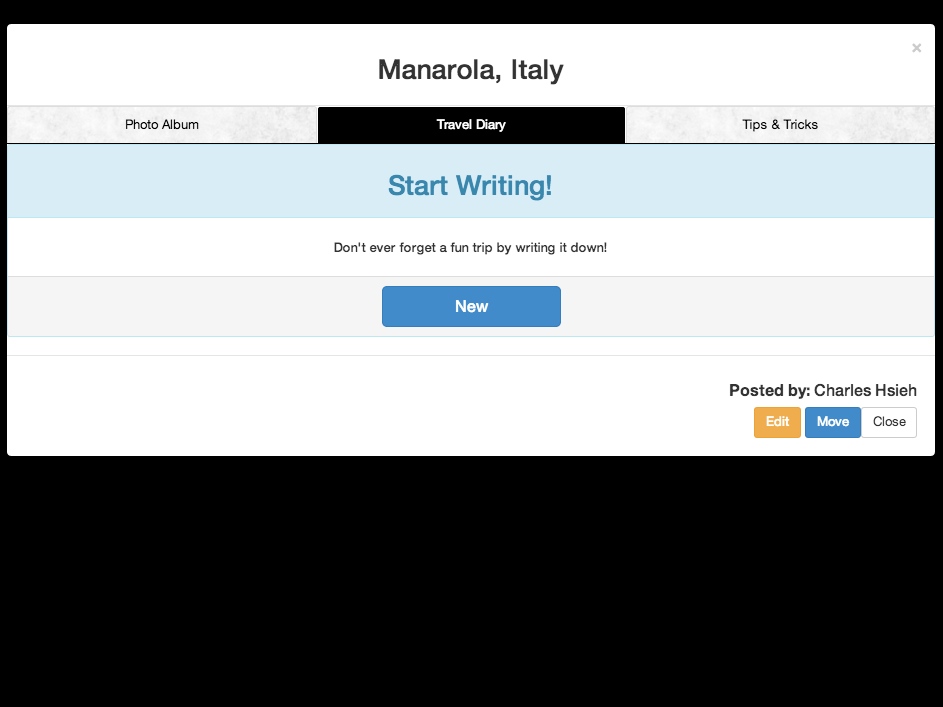 ×
Manarola, Italy
Photo Album Travel Diary Tips & Tricks
Start Writing!
Don't ever forget a fun trip by writing it down!
New
Posted by: Charles Hsieh
Edit Move Close